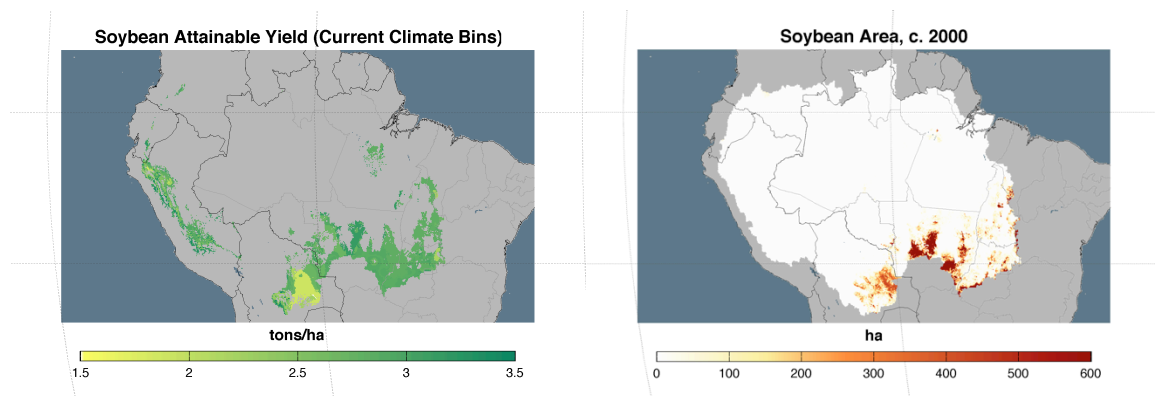 Soybean Attainable Yield (Current Climate Bins)
tons/ha
1.5 2 2.5 3 3.5
Soybean Area, c. 2000
ha
0 100 200 300 400 500 600